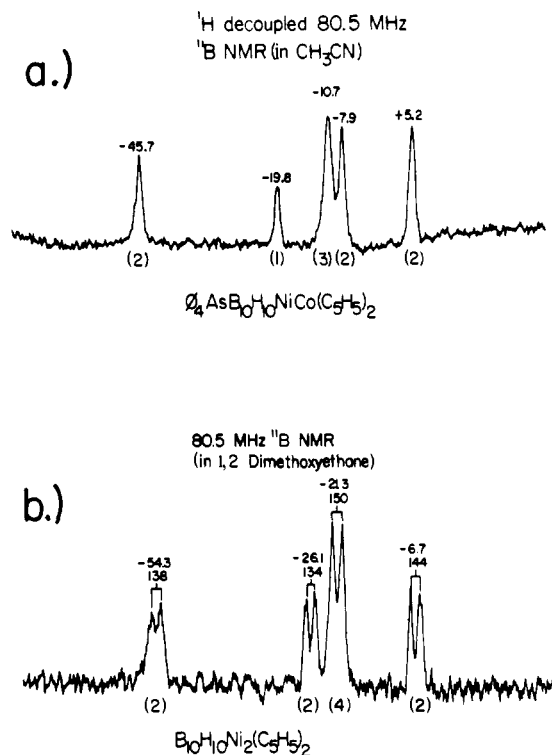 ¹H decoupled 80.5 MHz
¹¹B NMR (in CH₃CN)
a.)
-45.7
-19.8
-10.7
-7.9
+5.2
(2)
(1)
(3)
(2)
(2)
Ø₄AsB₁₀H₁₀NiCo(C₅H₅)₂
80.5 MHz ¹¹B NMR
(in 1,2 Dimethoxyethane)
b.)
-54.3
138
-26.1
134
-21.3
150
-6.7
144
(2)
(2)
(4)
(2)
B₁₀H₁₀Ni₂(C₅H₅)₂